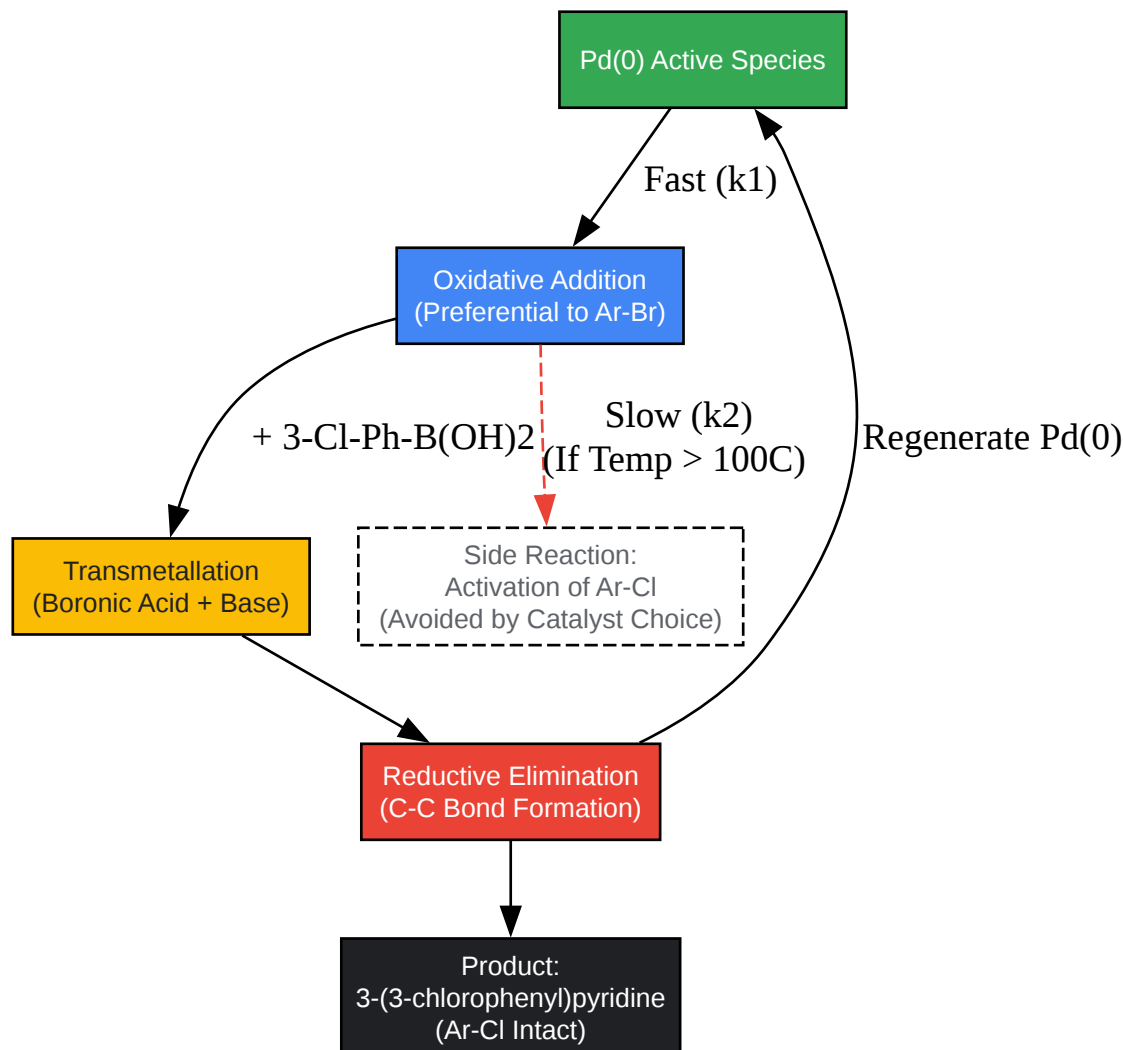 Pd(0) Active Species
Fast (k1)
Oxidative Addition
(Preferential to Ar-Br)
+ 3-Cl-Ph-B(OH)2
Slow (k2)
(If Temp > 100C)
Regenerate Pd(0)
Side Reaction:
Activation of Ar-Cl
(Avoided by Catalyst Choice)
Transmetallation
(Boronic Acid + Base)
Reductive Elimination
(C-C Bond Formation)
Product:
3-(3-chlorophenyl)pyridine
(Ar-Cl Intact)